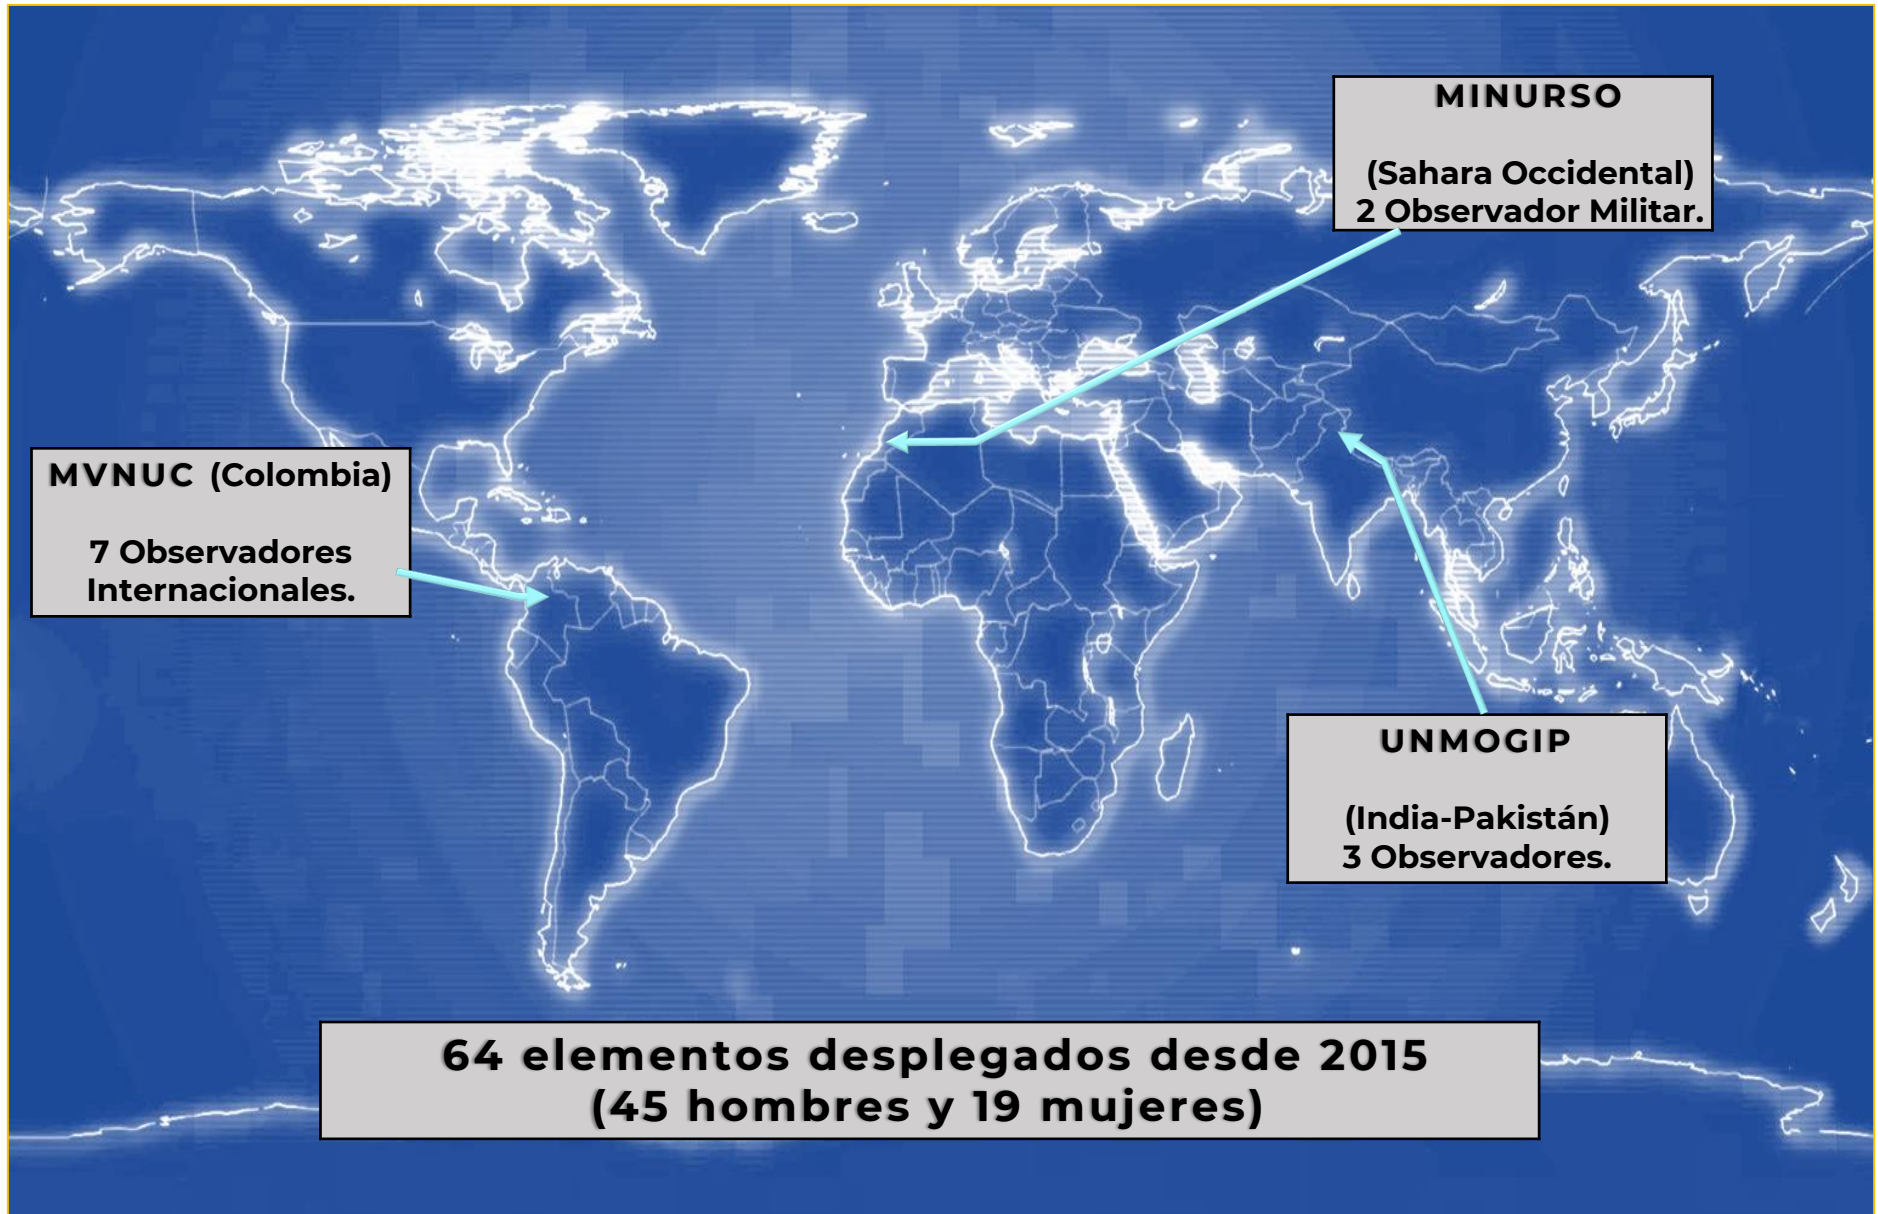 MINURSO
(Sahara Occidental)
2 Observador Militar.
MVNUC (Colombia)
7 Observadores
Internacionales.
UNMOGIP
(India-Pakistán)
3 Observadores.
64 elementos desplegados desde 2015
(45 hombres y 19 mujeres)